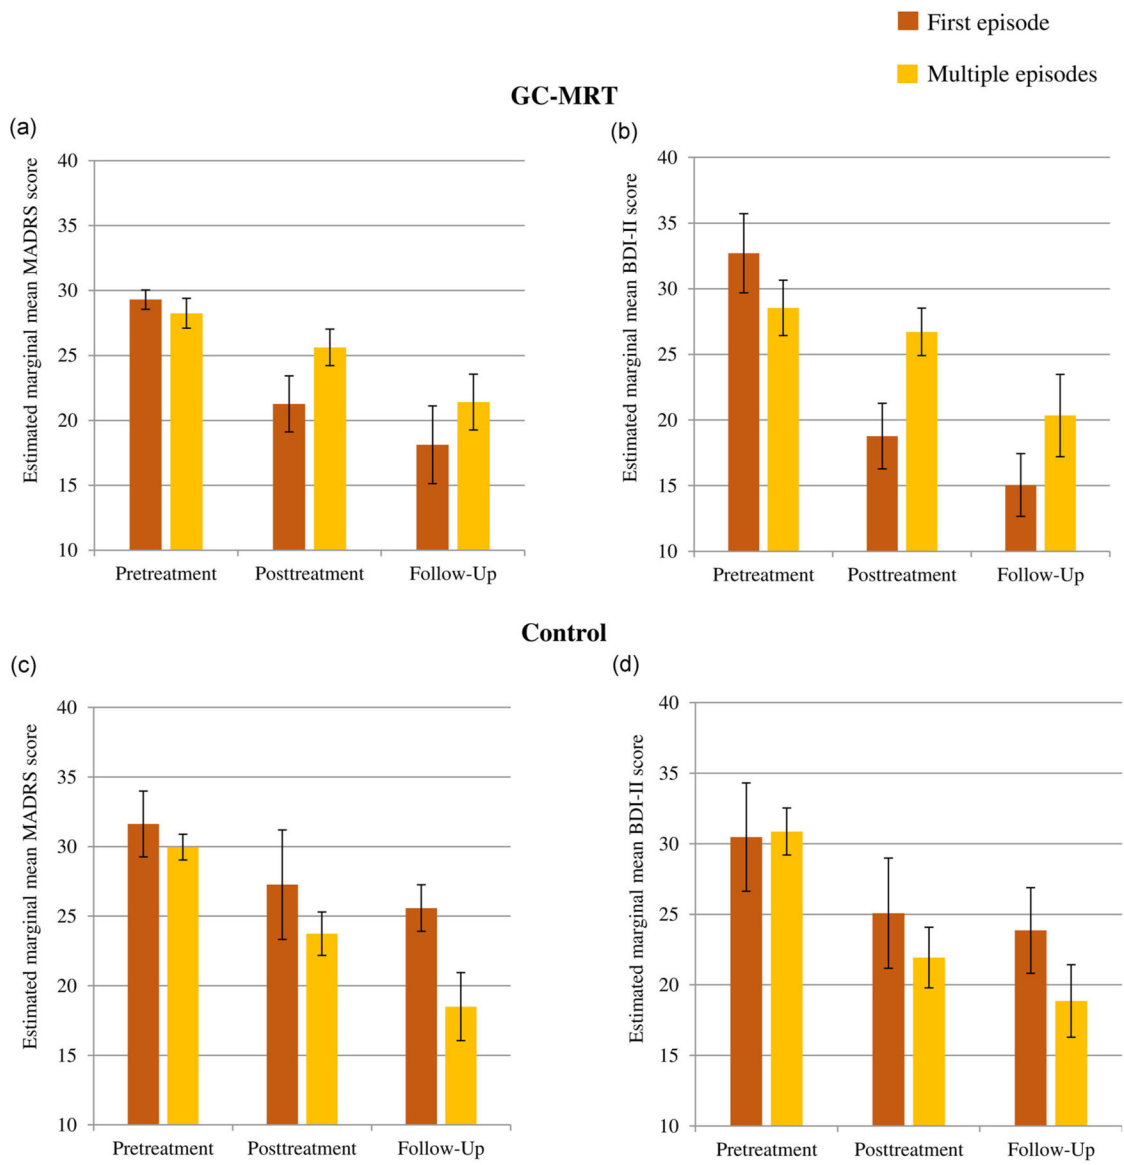 First episode
Multiple episodes
GC-MRT
(a)
(b)
Estimated marginal mean MADRS score
40
35
30
25
20
15
10
Pretreatment Posttreatment Follow-Up
Estimated marginal mean BDI-II score
40
35
30
25
20
15
10
Pretreatment Posttreatment Follow-Up
Control
(c)
(d)
Estimated marginal mean MADRS score
40
35
30
25
20
15
10
Pretreatment Posttreatment Follow-Up
Estimated marginal mean BDI-II score
40
35
30
25
20
15
10
Pretreatment Posttreatment Follow-Up